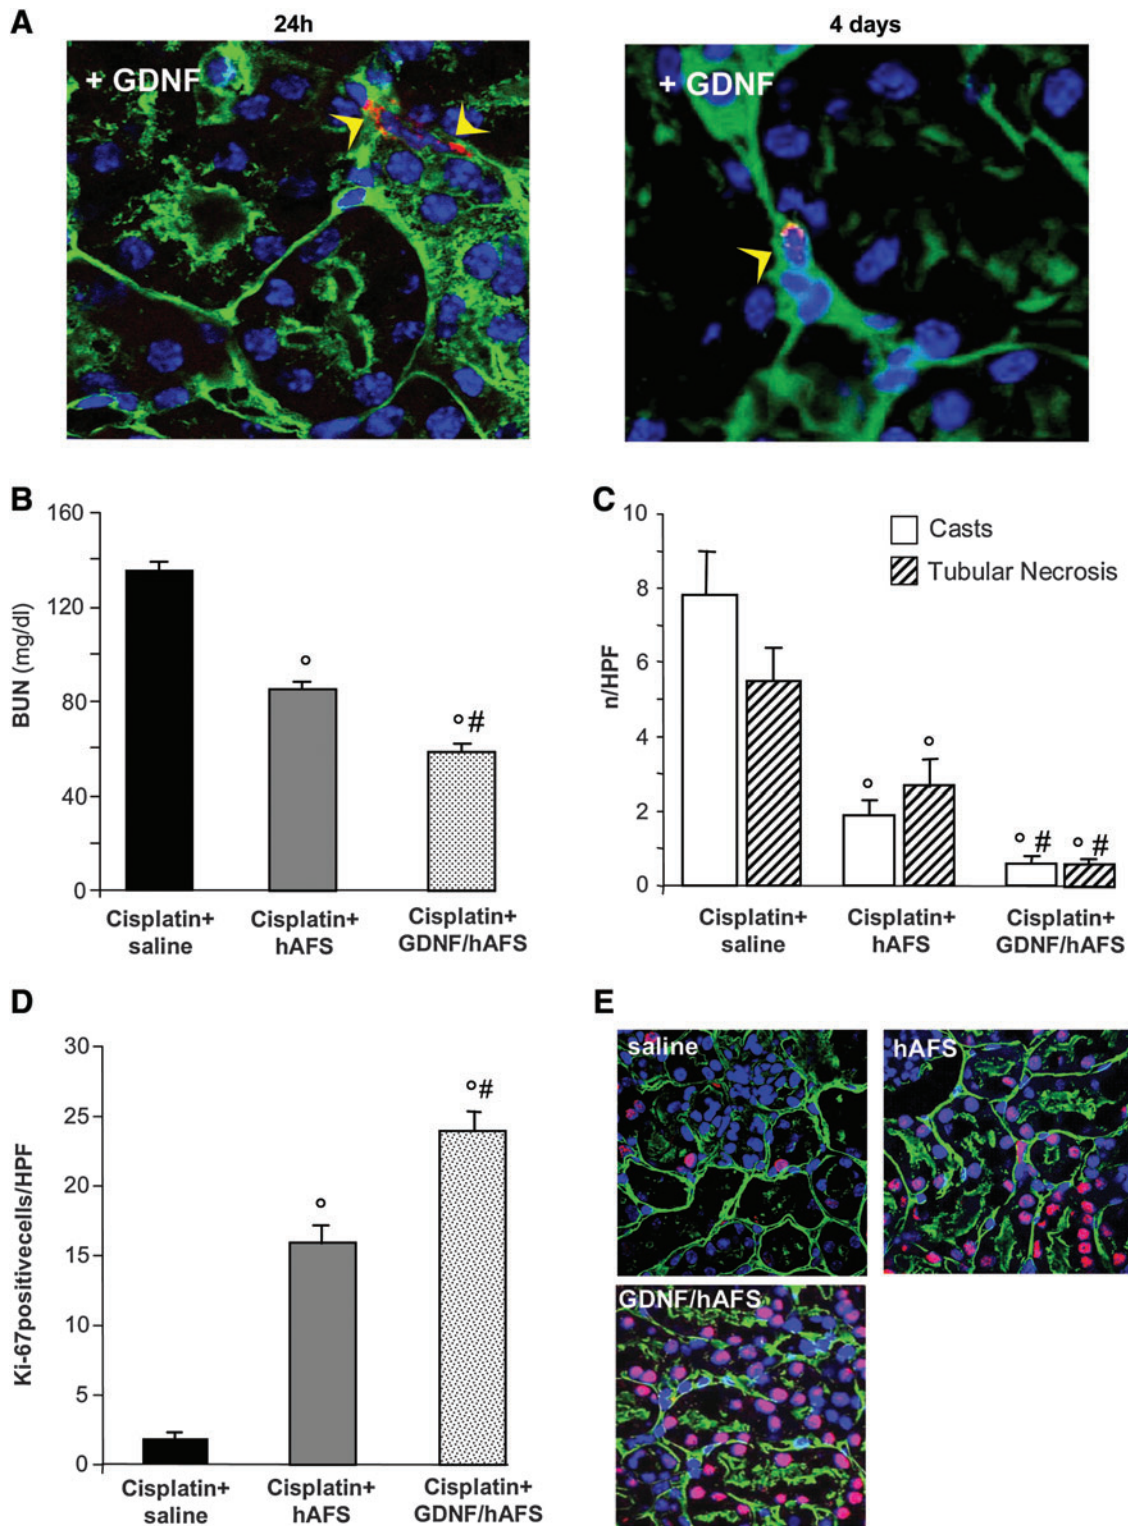 A
24h
4 days
+ GDNF
+ GDNF
B
160
120
80
40
0
BUN (mg/dl)
°
°#
Cisplatin+
saline
Cisplatin+
hAFS
Cisplatin+
GDNF/hAFS
C
10
8
6
4
2
0
n/HPF
Casts
Tubular Necrosis
°
°
°#
°#
Cisplatin+
saline
Cisplatin+
hAFS
Cisplatin+
GDNF/hAFS
D
30
25
20
15
10
5
0
Ki-67positivecells/HPF
°
°#
Cisplatin+
saline
Cisplatin+
hAFS
Cisplatin+
GDNF/hAFS
E
saline
hAFS
GDNF/hAFS